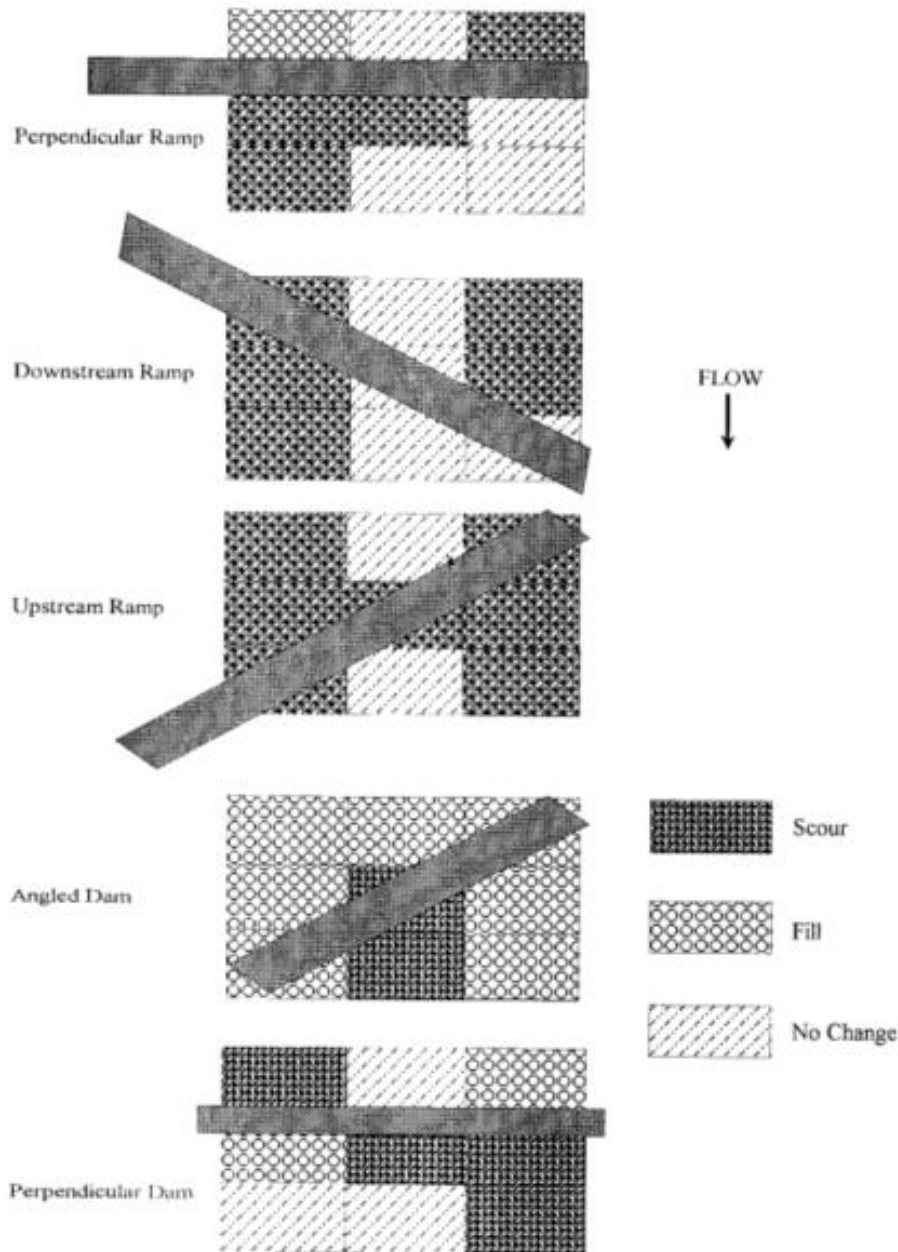 Perpendicular Ramp
Downstream Ramp
FLOW
Upstream Ramp
Scour
Angled Dam
Fill
No Change
Perpendicular Dam